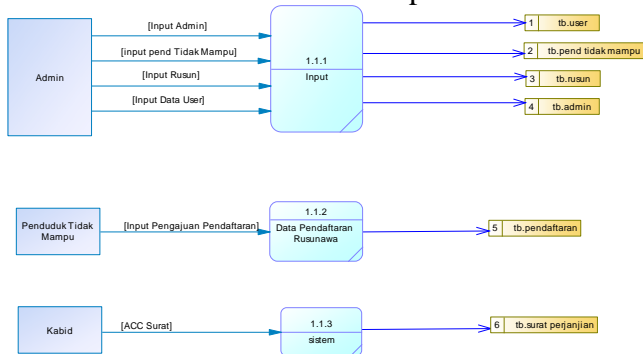 Admin
[Input Admin]
[input pend Tidak Mampu]
[Input Rusun]
[Input Data User]
1.1.1
Input
1 tb.user
2 tb.pend tidak mampu
3 tb.rusun
4 tb.admin
Penduduk Tidak
Mampu
[Input Pengajuan Pendaftaran]
1.1.2
Data Pendaftaran
Rusunawa
5 tb.pendaftaran
Kabid
[ACC Surat]
1.1.3
sistem
6 tb.surat perjanjian